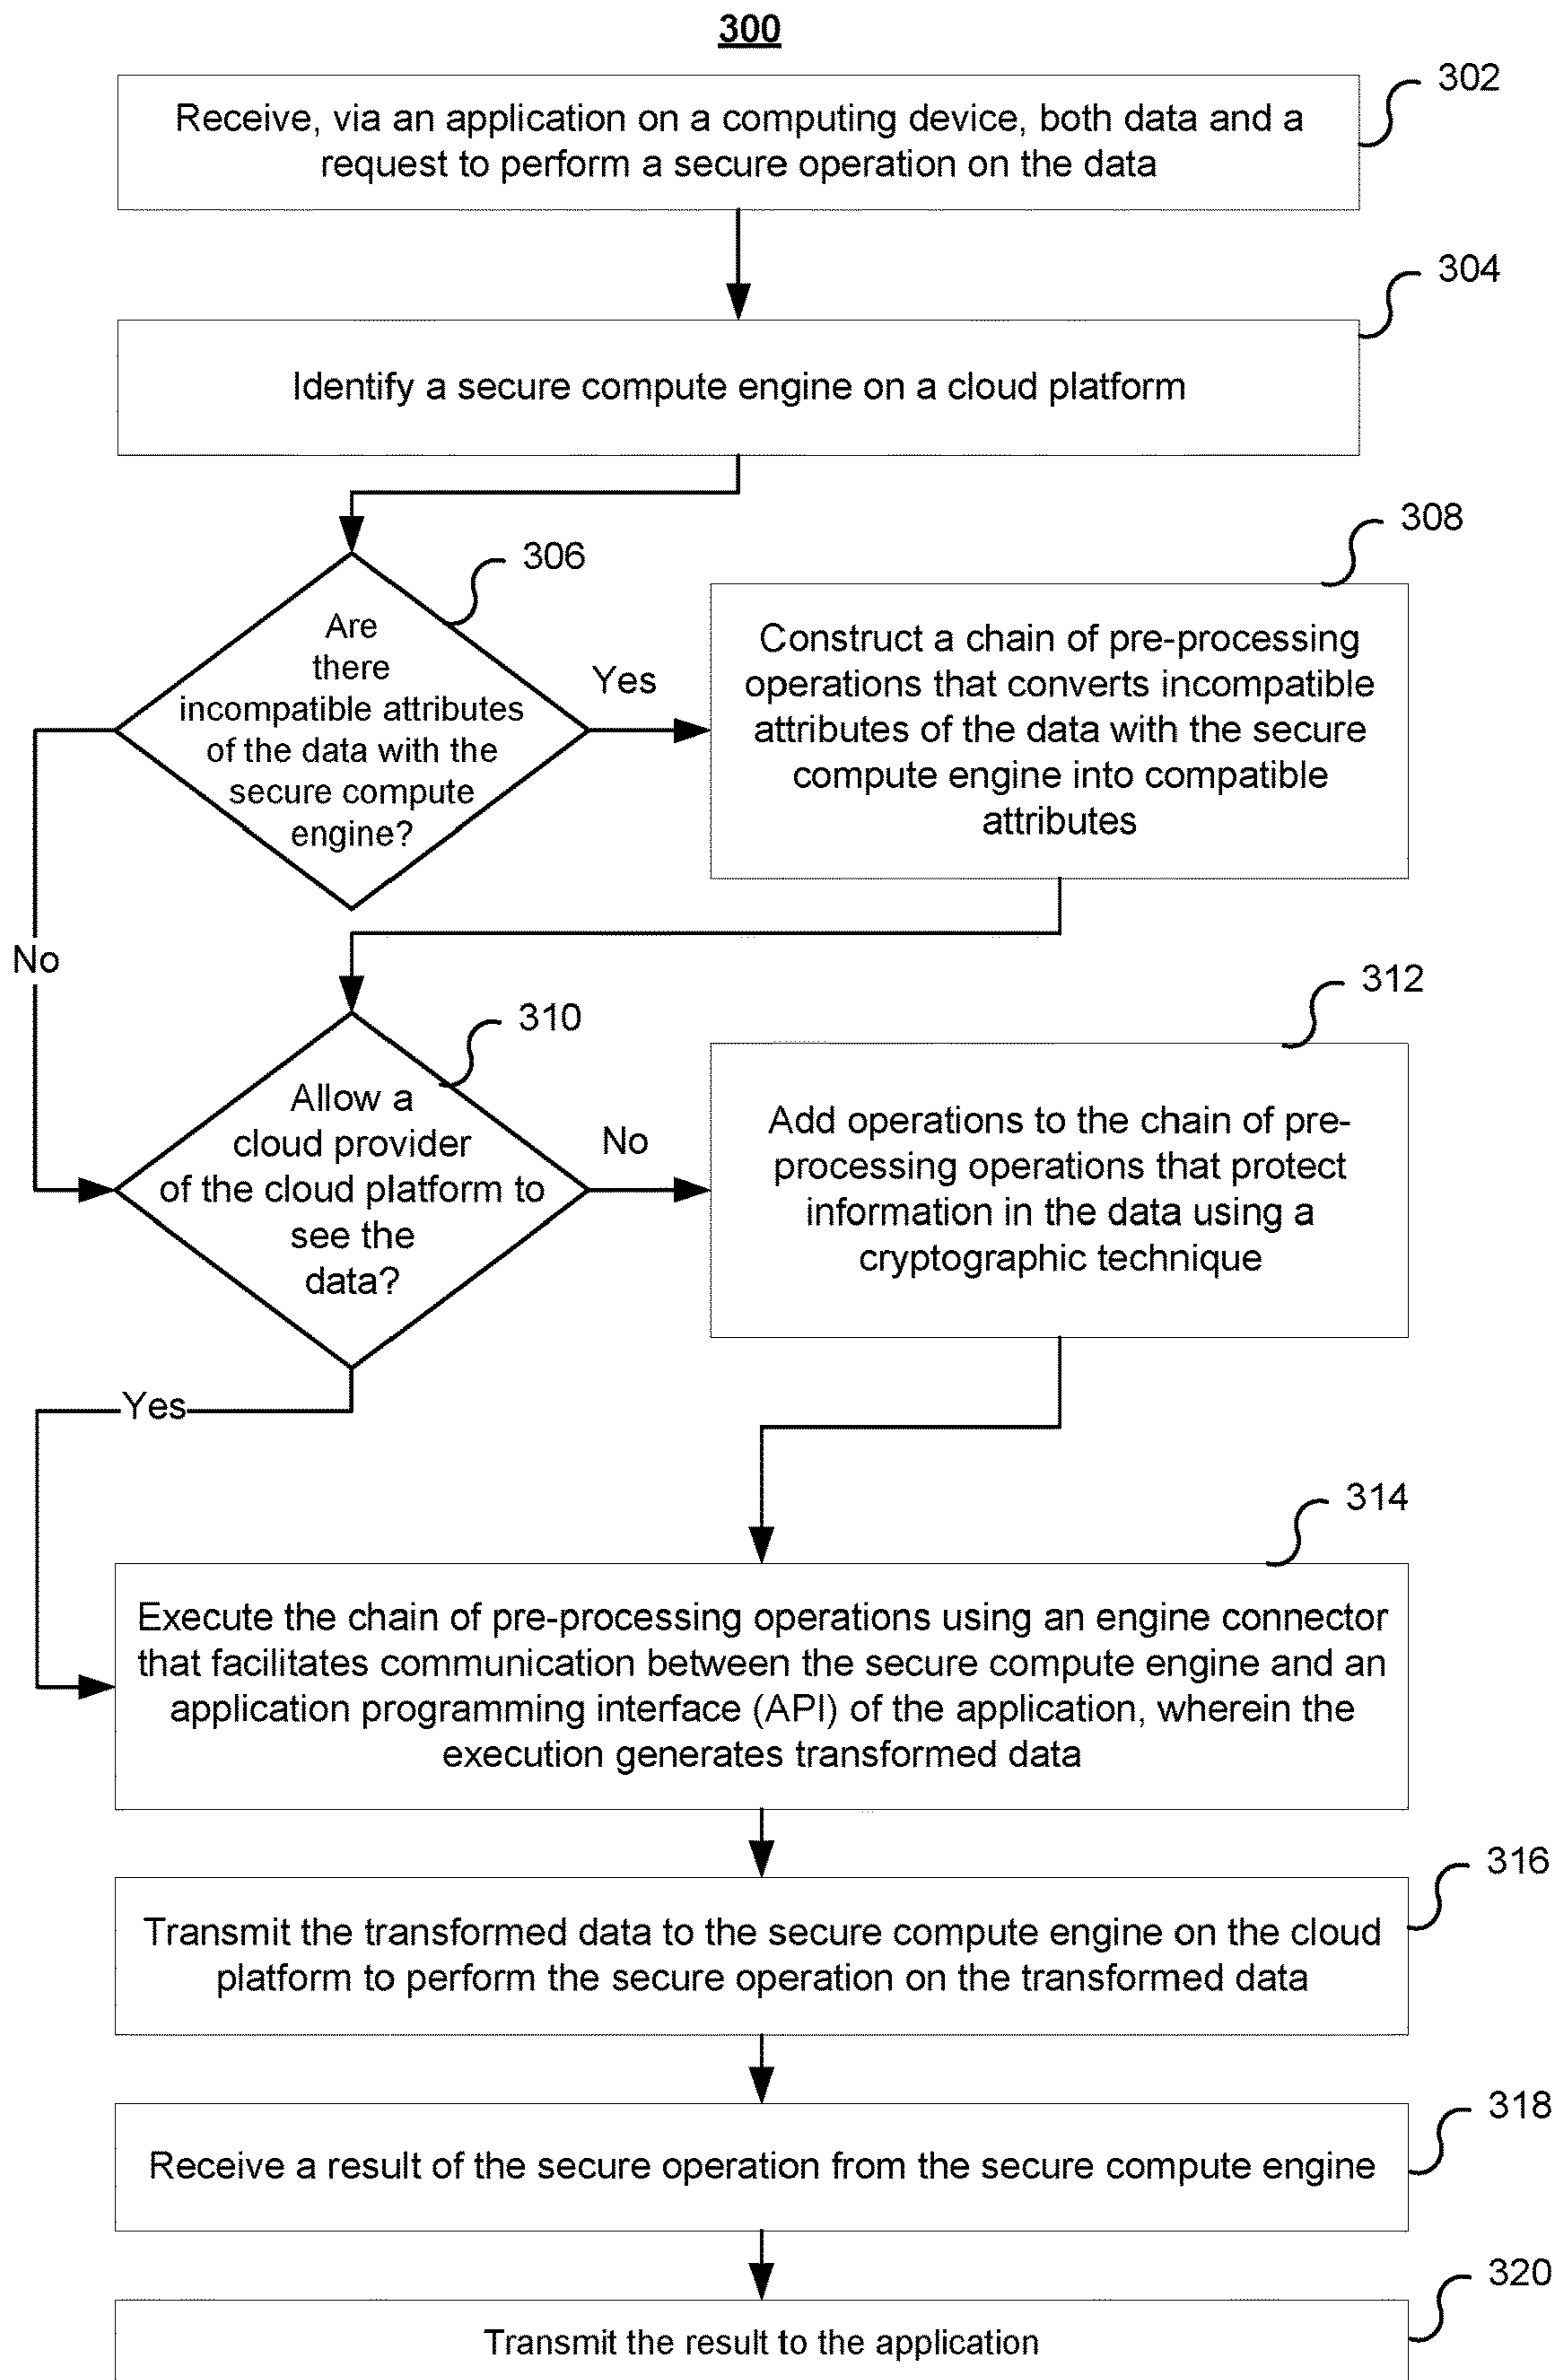 300
302
Receive, via an application on a computing device, both data and a
request to perform a secure operation on the data
304
Identify a secure compute engine on a cloud platform
306
Are
there
incompatible attributes
of the data with the
secure compute
engine?
Yes
308
Construct a chain of pre-processing
operations that converts incompatible
attributes of the data with the secure
compute engine into compatible
attributes
No
310
Allow a
cloud provider
of the cloud platform to
see the
data?
No
312
Add operations to the chain of pre-
processing operations that protect
information in the data using a
cryptographic technique
Yes
314
Execute the chain of pre-processing operations using an engine connector
that facilitates communication between the secure compute engine and an
application programming interface (API) of the application, wherein the
execution generates transformed data
316
Transmit the transformed data to the secure compute engine on the cloud
platform to perform the secure operation on the transformed data
318
Receive a result of the secure operation from the secure compute engine
320
Transmit the result to the application